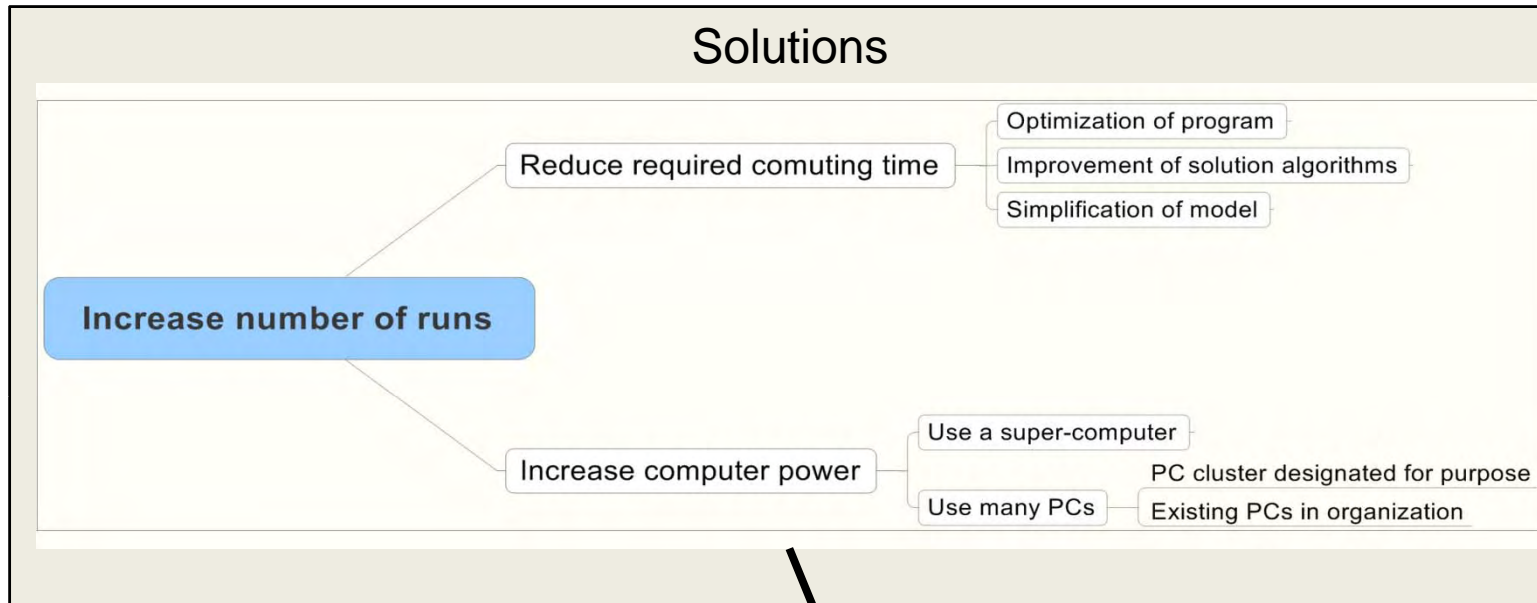 Solutions
Reduce required comuting time
Optimization of program
Improvement of solution algorithms
Simplification of model
Increase number of runs
Increase computer power
Use a super-computer
Use many PCs
PC cluster designated for purpose
Existing PCs in organization